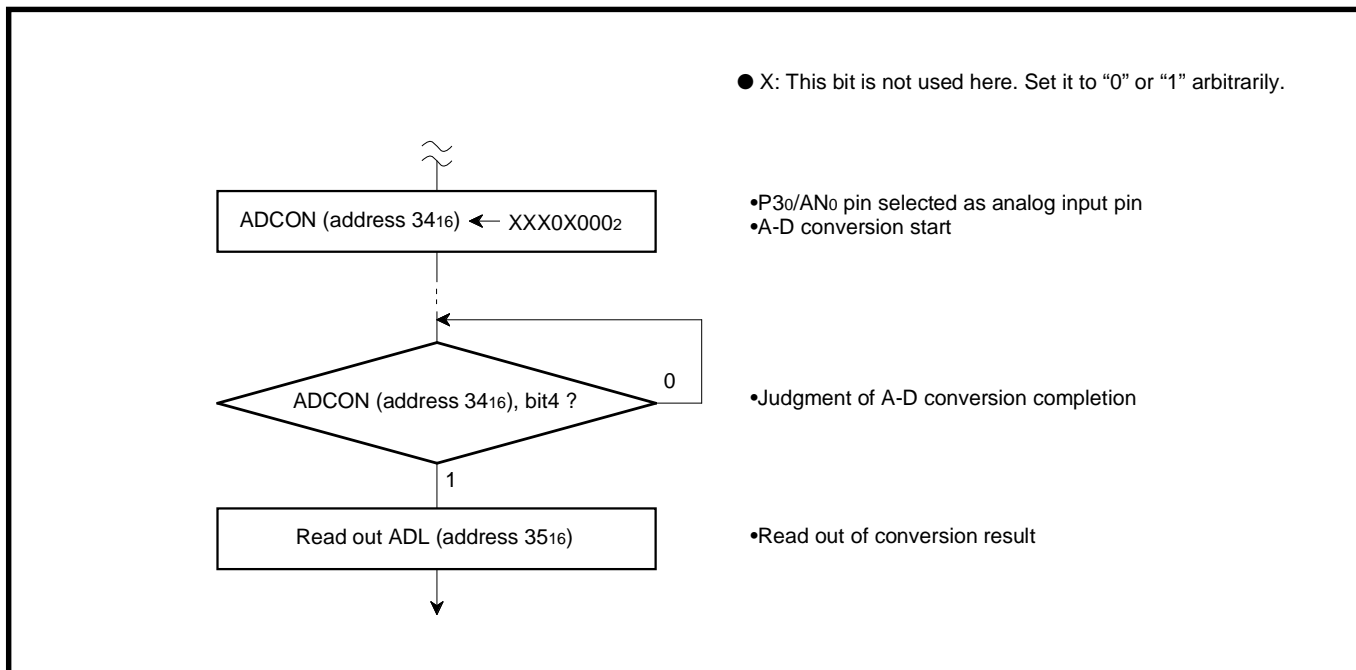 ● X: This bit is not used here. Set it to “0” or “1” arbitrarily.
ADCON (address 3416) ← XXX0X0002
•P30/AN0 pin selected as analog input pin
•A-D conversion start
0
ADCON (address 3416), bit4 ?
•Judgment of A-D conversion completion
1
Read out ADL (address 3516)
•Read out of conversion result